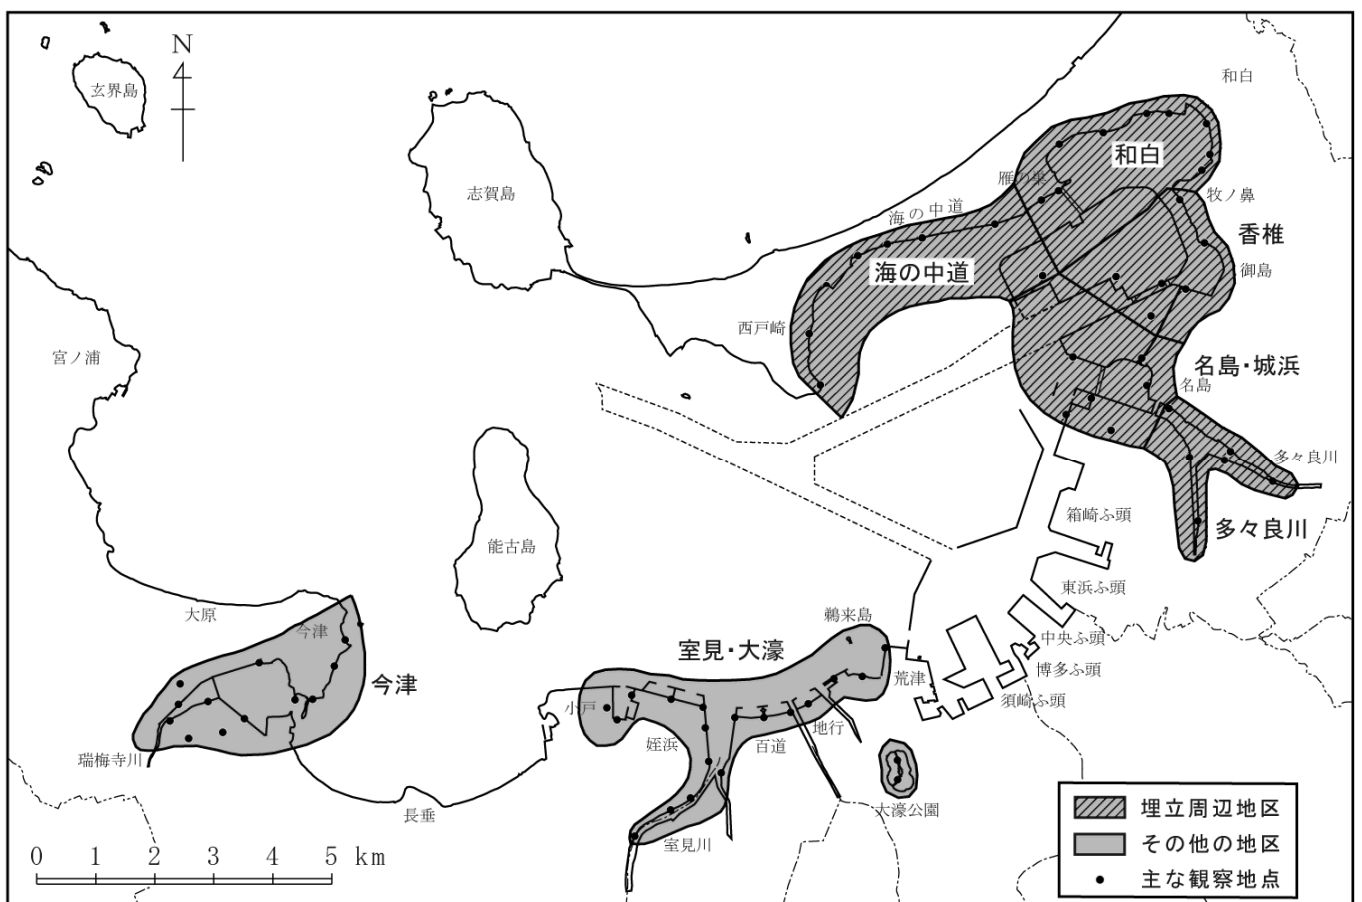 N
玄界島
志賀島
和白
和白
雁の巣
牧ノ鼻
海の中道
香椎
海の中道
御島
西戸崎
宮ノ浦
名島・城浜
名島
多々良川
箱崎ふ頭
多々良川
能古島
東浜ふ頭
大原
今津
鵜来島
中央ふ頭
室見・大濠
博多ふ頭
今津
荒津
須崎ふ頭
小戸
地行
姪浜
百道
瑞梅寺川
長垂
大濠公園
室見川
0 1 2 3 4 5 km
埋立周辺地区
その他の地区
主な観察地点